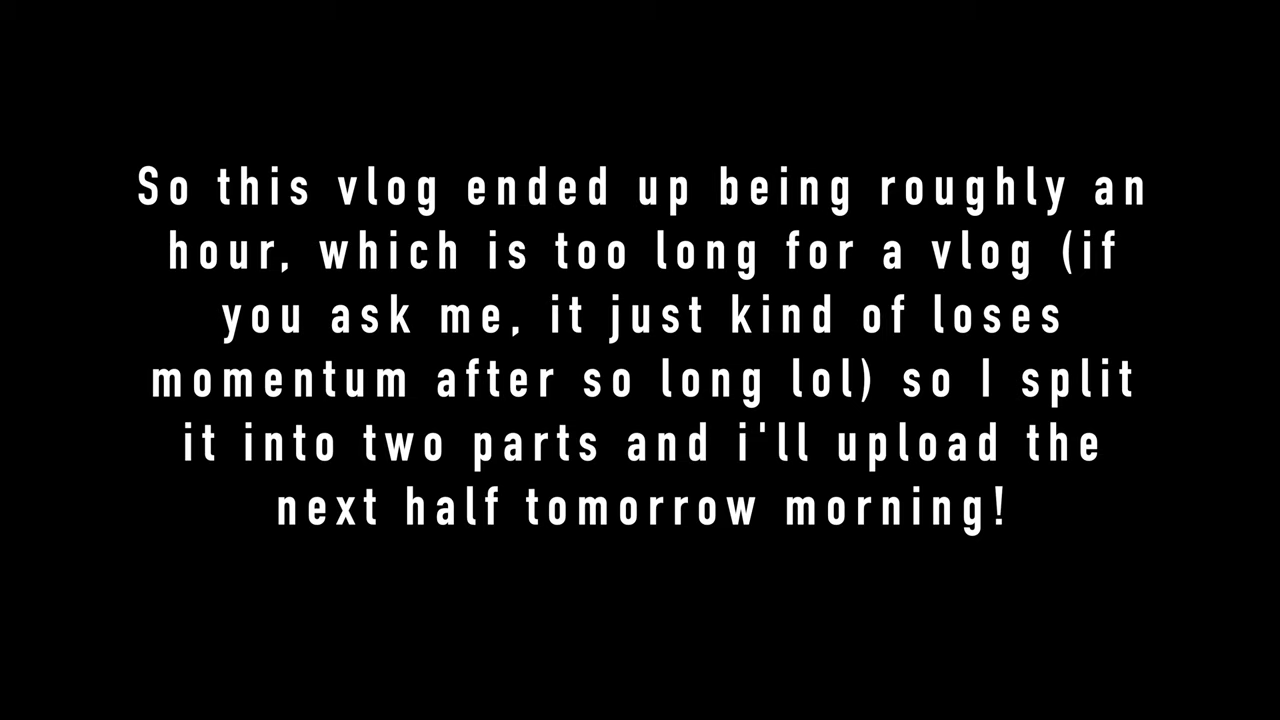 So this vlog ended up being roughly an
hour, which is too long for a vlog (if
you ask me, it just kind of loses
momentum after so long lol) so I split
it into two parts and i'll upload the
next half tomorrow morning!